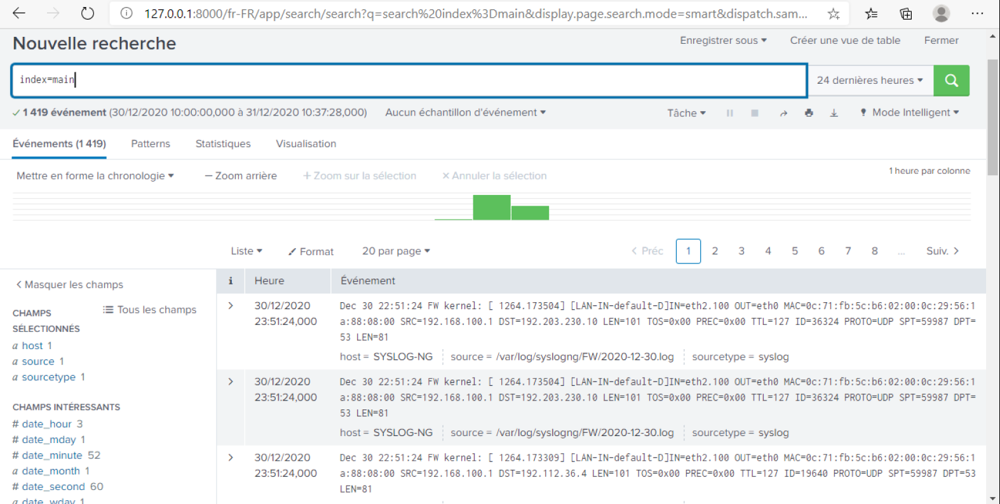 127.0.0.1:8000/fr-FR/app/search/search?q=search%20index%3Dmain&display.page.search.mode=smart&dispatch.sam...
Nouvelle recherche
Enregistrer sous
Créer une vue de table
Fermer
index=main
24 dernières heures
1 419 événement (30/12/2020 10:00:00,000 à 31/12/2020 10:37:28,000)
Aucun échantillon d'événement
Tâche
Mode Intelligent
Événements (1 419)
Patterns
Statistiques
Visualisation
Mettre en forme la chronologie
– Zoom arrière
+ Zoom sur la sélection
× Annuler la sélection
1 heure par colonne
Liste
Format
20 par page
< Préc
1
2
3
4
5
6
7
8
...
Suiv. >
< Masquer les champs
Tous les champs
CHAMPS
SÉLECTIONNÉS
a host 1
a source 1
a sourcetype 1
CHAMPS INTÉRESSANTS
# date_hour 3
# date_mday 1
# date_minute 52
a date_month 1
# date_second 60
a date_wday 1
i
Heure
Événement
> 30/12/2020
23:51:24,000
Dec 30 22:51:24 FW kernel: [ 1264.173504] [LAN-IN-default-D]IN=eth2.100 OUT=eth0 MAC=0c:71:fb:5c:b6:02:00:0c:29:56:1
a:88:08:00 SRC=192.168.100.1 DST=192.203.230.10 LEN=101 TOS=0x00 PREC=0x00 TTL=127 ID=36324 PROTO=UDP SPT=59987 DPT=
53 LEN=81
host = SYSLOG-NG
source = /var/log/syslogng/FW/2020-12-30.log
sourcetype = syslog
> 30/12/2020
23:51:24,000
Dec 30 22:51:24 FW kernel: [ 1264.173504] [LAN-IN-default-D]IN=eth2.100 OUT=eth0 MAC=0c:71:fb:5c:b6:02:00:0c:29:56:1
a:88:08:00 SRC=192.168.100.1 DST=192.203.230.10 LEN=101 TOS=0x00 PREC=0x00 TTL=127 ID=36324 PROTO=UDP SPT=59987 DPT=
53 LEN=81
host = SYSLOG-NG
source = /var/log/syslogng/FW/2020-12-30.log
sourcetype = syslog
> 30/12/2020
23:51:24,000
Dec 30 22:51:24 FW kernel: [ 1264.173309] [LAN-IN-default-D]IN=eth2.100 OUT=eth0 MAC=0c:71:fb:5c:b6:02:00:0c:29:56:1
a:88:08:00 SRC=192.168.100.1 DST=192.112.36.4 LEN=101 TOS=0x00 PREC=0x00 TTL=127 ID=19640 PROTO=UDP SPT=59987 DPT=53
LEN=81